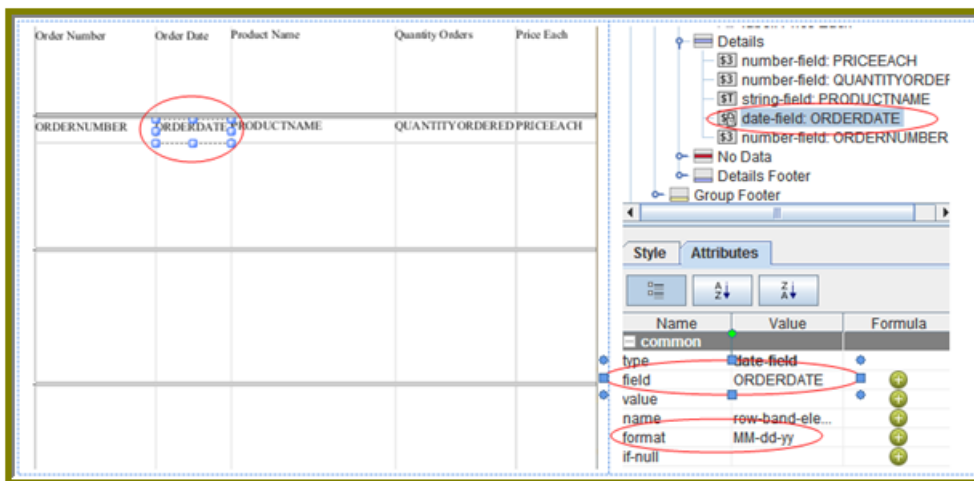 Order Number Order Date Product Name Quantity Orders Price Each
ORDERNUMBER ORDERDATE PRODUCTNAME QUANTITYORDERED PRICEEACH
Details
number-field: PRICEEACH
number-field: QUANTITYORDER
string-field: PRODUCTNAME
date-field: ORDERDATE
number-field: ORDERNUMBER
No Data
Details Footer
Group Footer
Style Attributes
Name Value Formula
common
type date-field
field ORDERDATE
value
name row-band-ele...
format MM-dd-yy
if-null